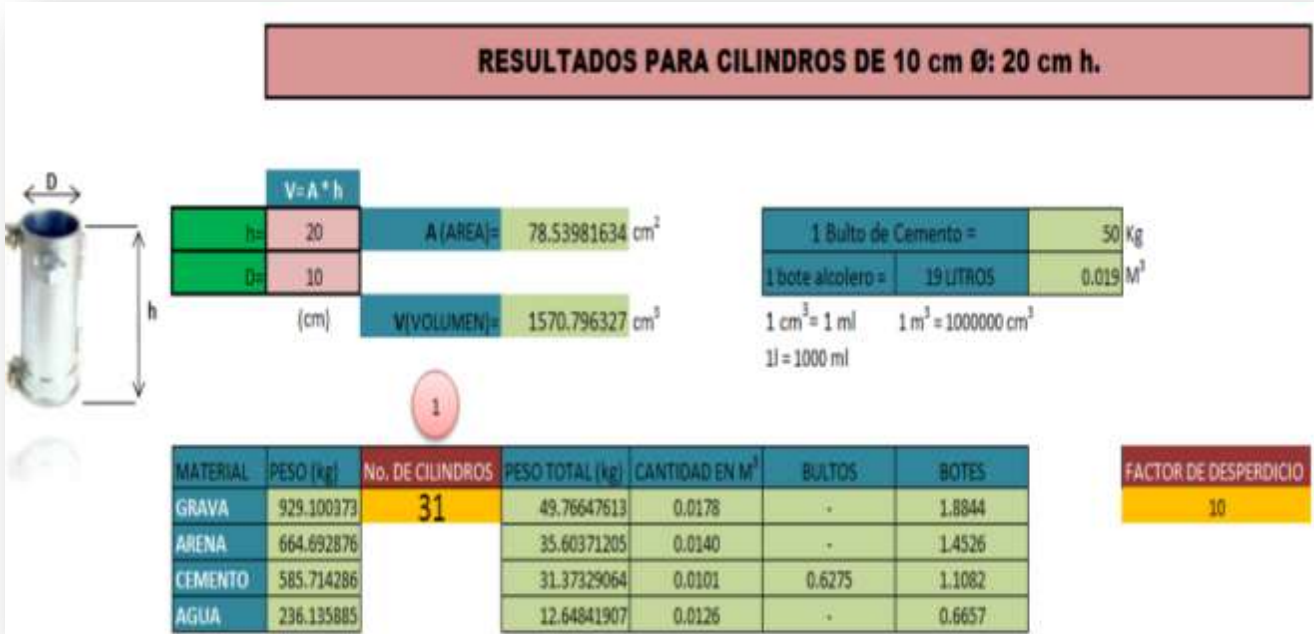 RESULTADOS PARA CILINDROS DE 10 cm Ø: 20 cm h.
D
V=A * h
h= 20 A (AREA)= 78.53981634 cm² 1 Bulto de Cemento = 50 Kg
D= 10 1 bote alcolero = 19 LITROS 0.019 M³
h (cm) V(VOLUMEN)= 1570.796327 cm³ 1 cm³= 1 ml 1 m³ = 1000000 cm³
1l = 1000 ml
1
MATERIAL PESO (kg) No. DE CILINDROS PESO TOTAL (kg) CANTIDAD EN M³ BULTOS BOTES FACTOR DE DESPERDICIO
GRAVA 929.100373 31 49.76647613 0.0178 - 1.8844 10
ARENA 664.692876 35.60371205 0.0140 - 1.4526
CEMENTO 585.714286 31.37329064 0.0101 0.6275 1.1082
AGUA 236.135885 12.64841907 0.0126 - 0.6657